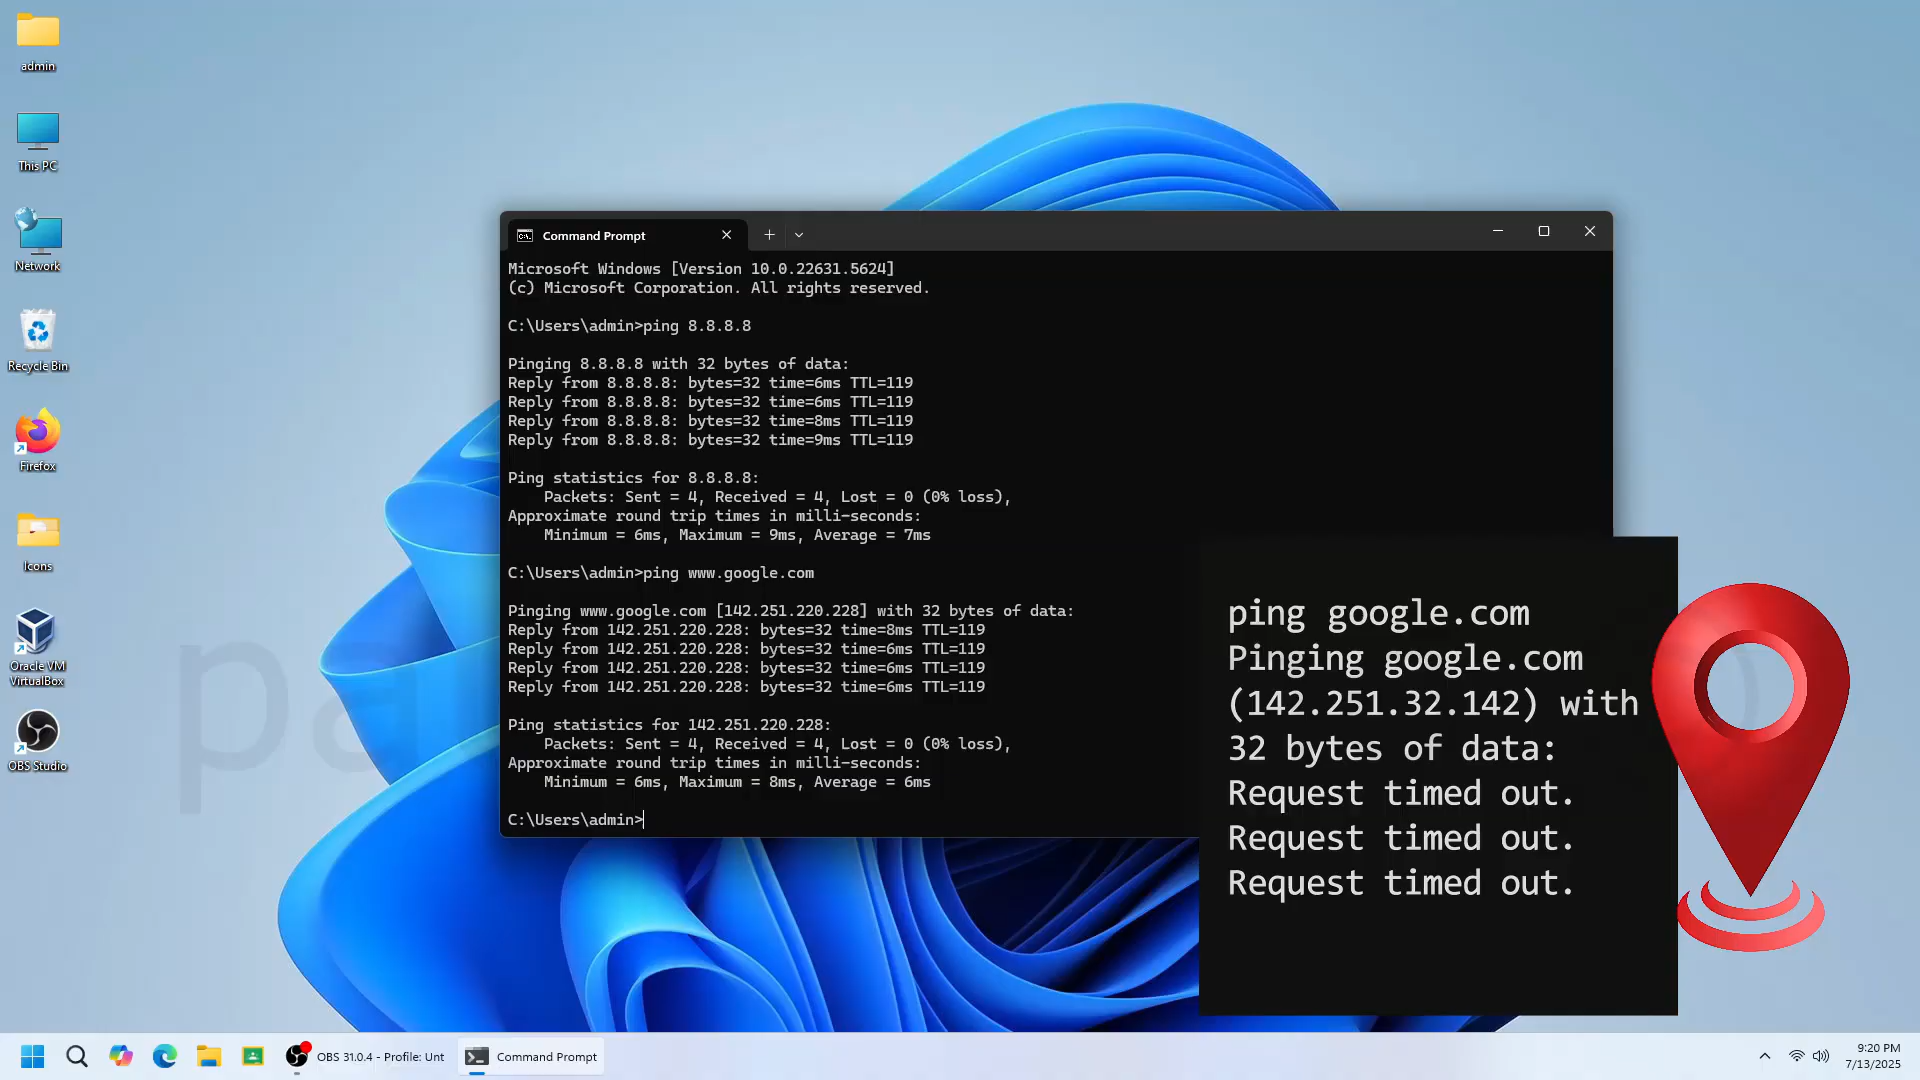 admin
This PC
Network
Recycle Bin
Firefox
Icons
Oracle VM
VirtualBox
OBS Studio
Command Prompt
Microsoft Windows [Version 10.0.22631.5624]
(c) Microsoft Corporation. All rights reserved.
C:\Users\admin>ping 8.8.8.8
Pinging 8.8.8.8 with 32 bytes of data:
Reply from 8.8.8.8: bytes=32 time=6ms TTL=119
Reply from 8.8.8.8: bytes=32 time=6ms TTL=119
Reply from 8.8.8.8: bytes=32 time=8ms TTL=119
Reply from 8.8.8.8: bytes=32 time=9ms TTL=119
Ping statistics for 8.8.8.8:
    Packets: Sent = 4, Received = 4, Lost = 0 (0% loss),
Approximate round trip times in milli-seconds:
    Minimum = 6ms, Maximum = 9ms, Average = 7ms
C:\Users\admin>ping www.google.com
Pinging www.google.com [142.251.220.228] with 32 bytes of data:
Reply from 142.251.220.228: bytes=32 time=8ms TTL=119
Reply from 142.251.220.228: bytes=32 time=6ms TTL=119
Reply from 142.251.220.228: bytes=32 time=6ms TTL=119
Reply from 142.251.220.228: bytes=32 time=6ms TTL=119
Ping statistics for 142.251.220.228:
    Packets: Sent = 4, Received = 4, Lost = 0 (0% loss),
Approximate round trip times in milli-seconds:
    Minimum = 6ms, Maximum = 8ms, Average = 6ms
C:\Users\admin>
ping google.com
Pinging google.com
(142.251.32.142) with
32 bytes of data:
Request timed out.
Request timed out.
Request timed out.
OBS 31.0.4 - Profile: Unt
Command Prompt
9:20 PM
7/13/2025